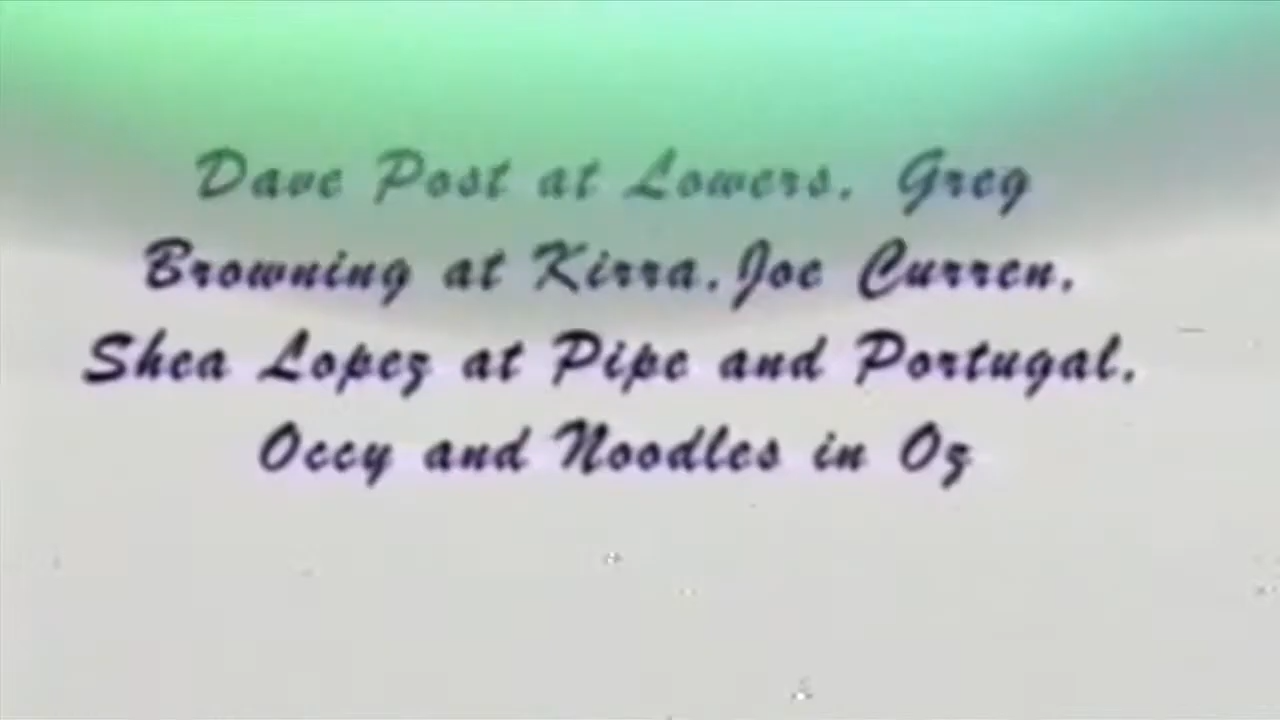 Dave Post at Lowers, Greg
Browning at Kirra, Joe Curren,
Shea Lopez at Pipe and Portugal,
Occy and Noodles in Oz